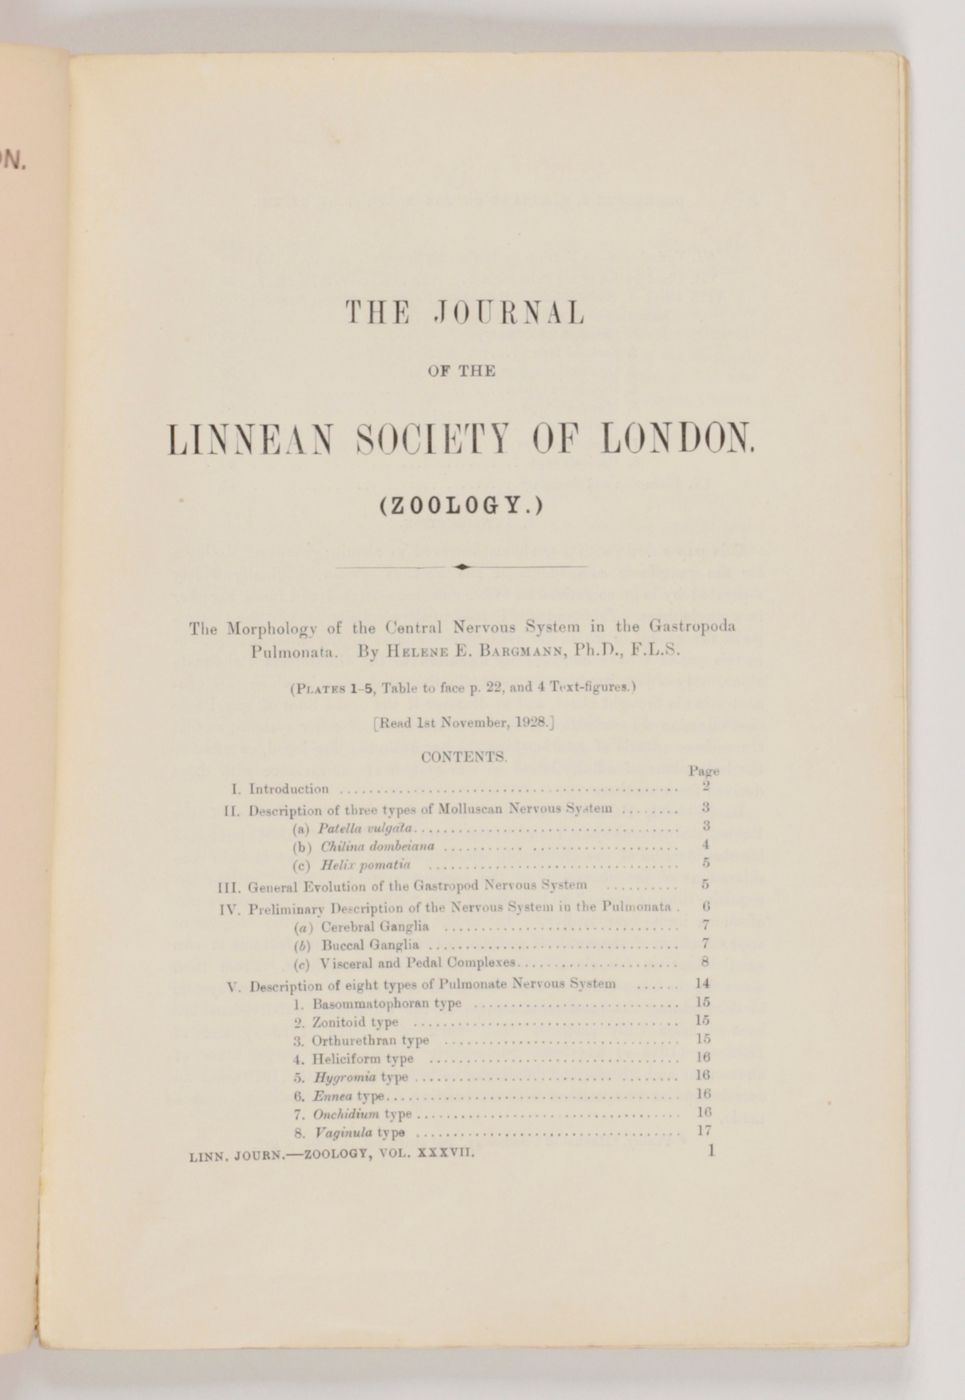 ON.
THE JOURNAL
OF THE
LINNEAN SOCIETY OF LONDON.
(ZOOLOGY.)
The Morphology of the Central Nervous System in the Gastropoda
Pulmonata. By HELENE E. BARGMANN, Ph.D., F.L.S.
(PLATES 1-5, Table to face p. 22, and 4 Text-figures.)
[Read 1st November, 1928.]
CONTENTS.
Page
I. Introduction ........ 2
II. Description of three types of Molluscan Nervous System ........ 3
(a) Patella vulgata ........ 3
(b) Chilina dombeiana ........ 4
(c) Helix pomatia ........ 5
III. General Evolution of the Gastropod Nervous System ........ 5
IV. Preliminary Description of the Nervous System in the Pulmonata . 6
(a) Cerebral Ganglia ........ 7
(b) Buccal Ganglia ........ 7
(c) Visceral and Pedal Complexes ........ 8
V. Description of eight types of Pulmonate Nervous System ...... 14
1. Basommatophoran type ........ 15
2. Zonitoid type ........ 15
3. Orthurethran type ........ 15
4. Heliciform type ........ 16
5. Hygromia type ........ 16
6. Ennea type ........ 16
7. Onchidium type ........ 16
8. Vaginula type ........ 17
LINN. JOURN.—ZOOLOGY, VOL. XXXVII. 1